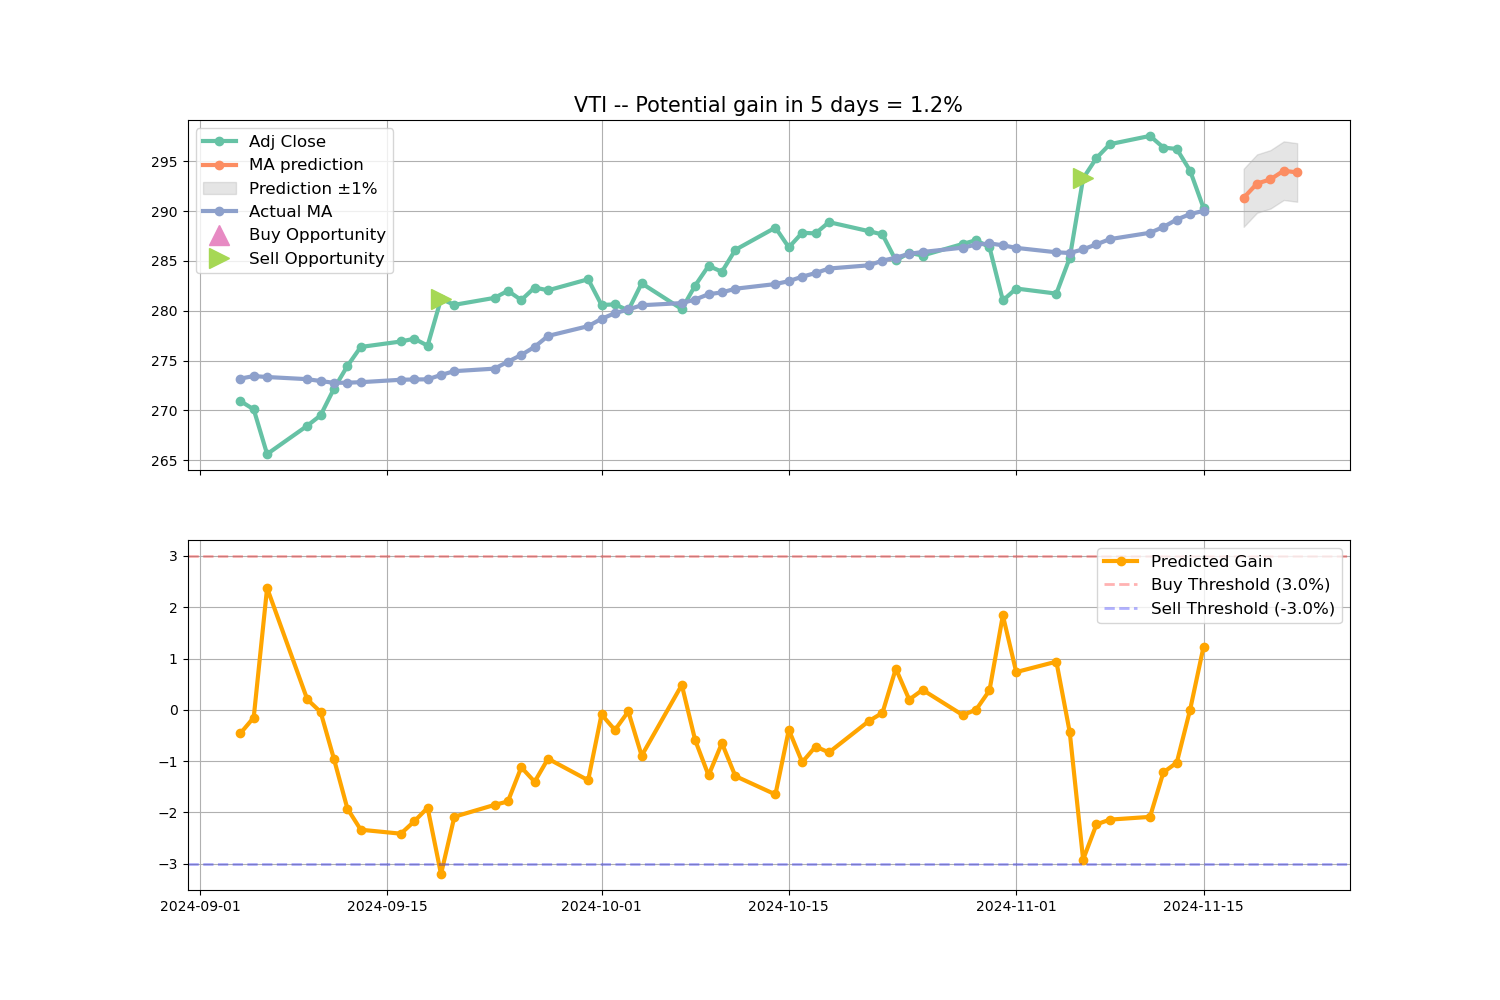 VTI -- Potential gain in 5 days = 1.2%
Adj Close
MA prediction
Prediction ±1%
Actual MA
Buy Opportunity
Sell Opportunity
295
290
285
280
275
270
265
Predicted Gain
Buy Threshold (3.0%)
Sell Threshold (-3.0%)
3
2
1
0
−1
−2
−3
2024-09-01
2024-09-15
2024-10-01
2024-10-15
2024-11-01
2024-11-15